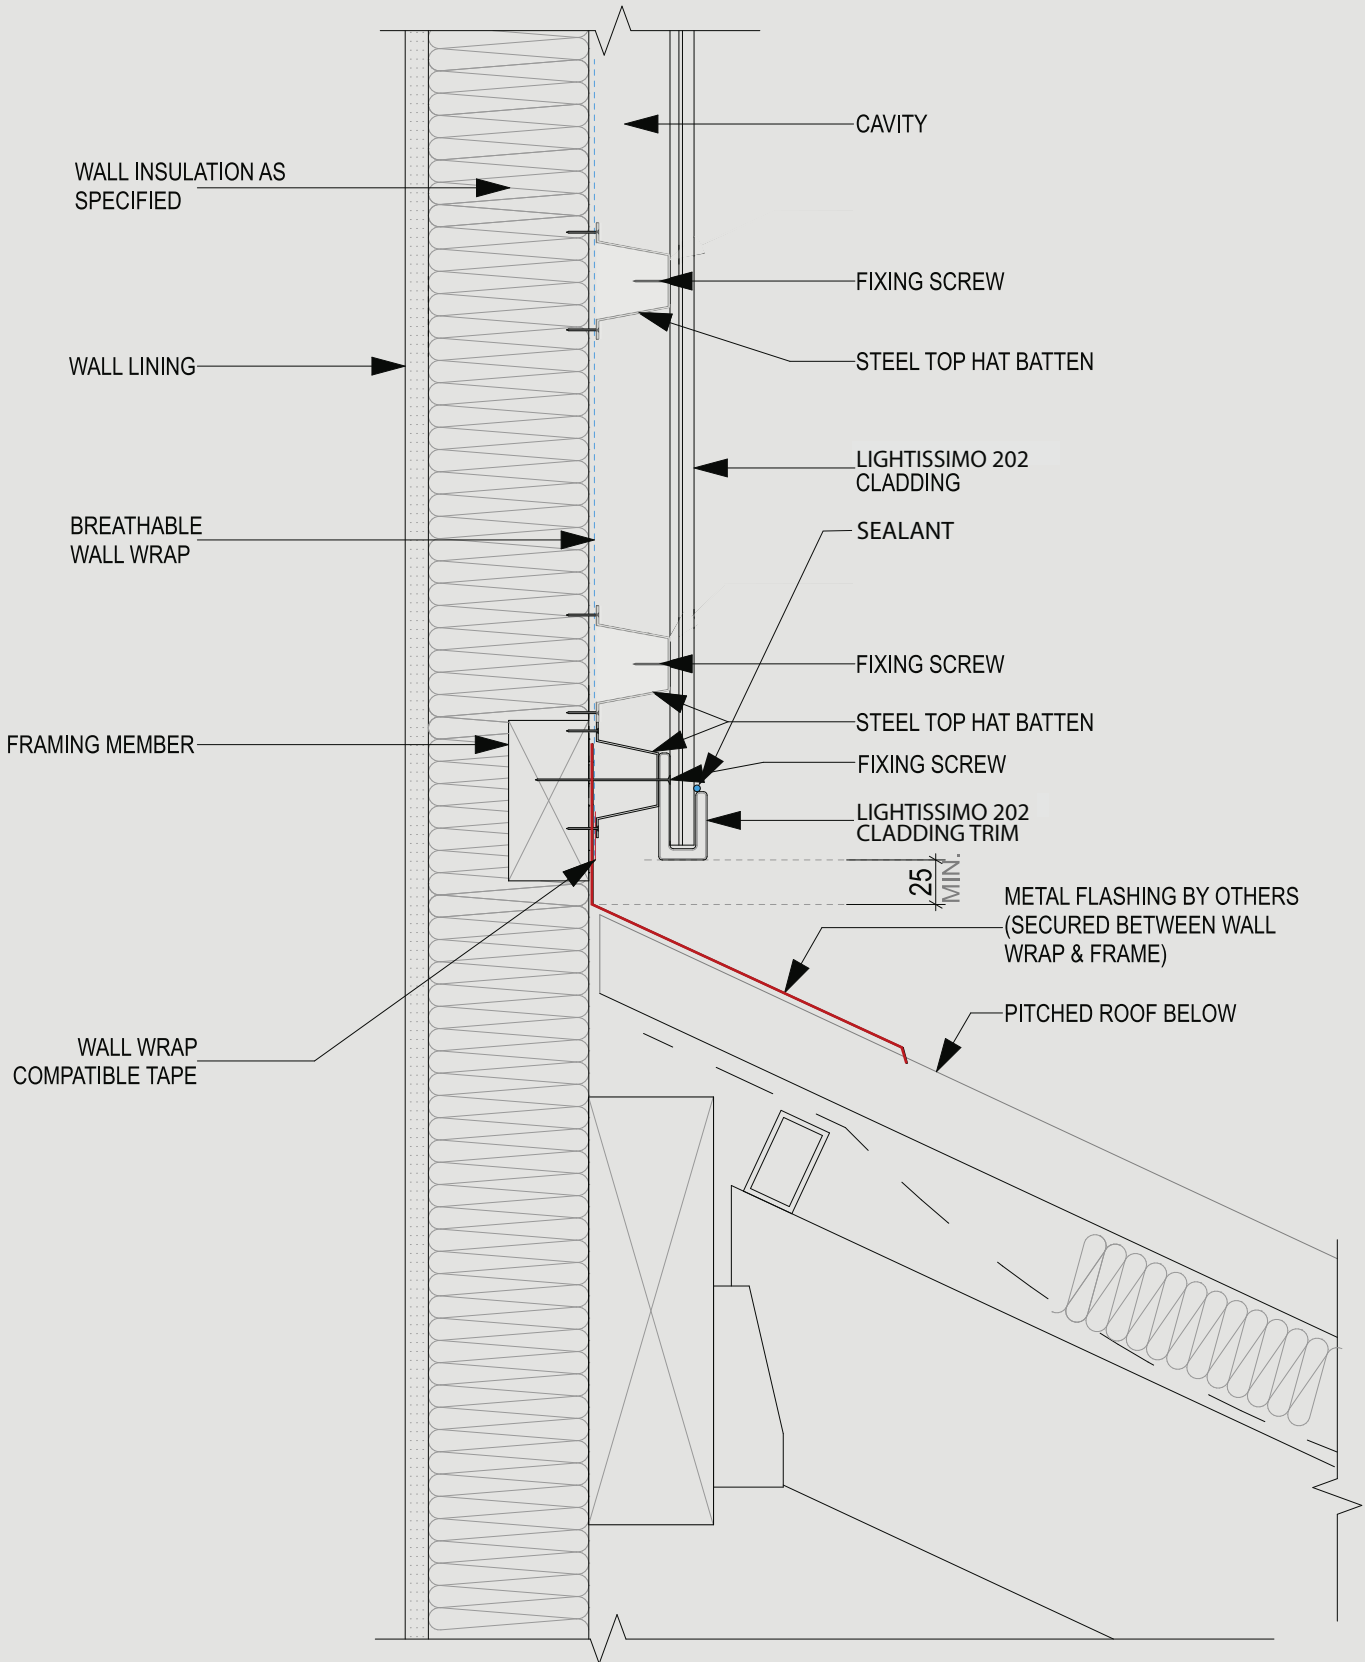 CAVITY
WALL INSULATION AS
SPECIFIED
FIXING SCREW
STEEL TOP HAT BATTEN
WALL LINING
LIGHTISSIMO 202
CLADDING
BREATHABLE
WALL WRAP
SEALANT
FIXING SCREW
STEEL TOP HAT BATTEN
FRAMING MEMBER
FIXING SCREW
LIGHTISSIMO 202
CLADDING TRIM
25
MIN.
METAL FLASHING BY OTHERS
(SECURED BETWEEN WALL
WRAP & FRAME)
PITCHED ROOF BELOW
WALL WRAP
COMPATIBLE TAPE